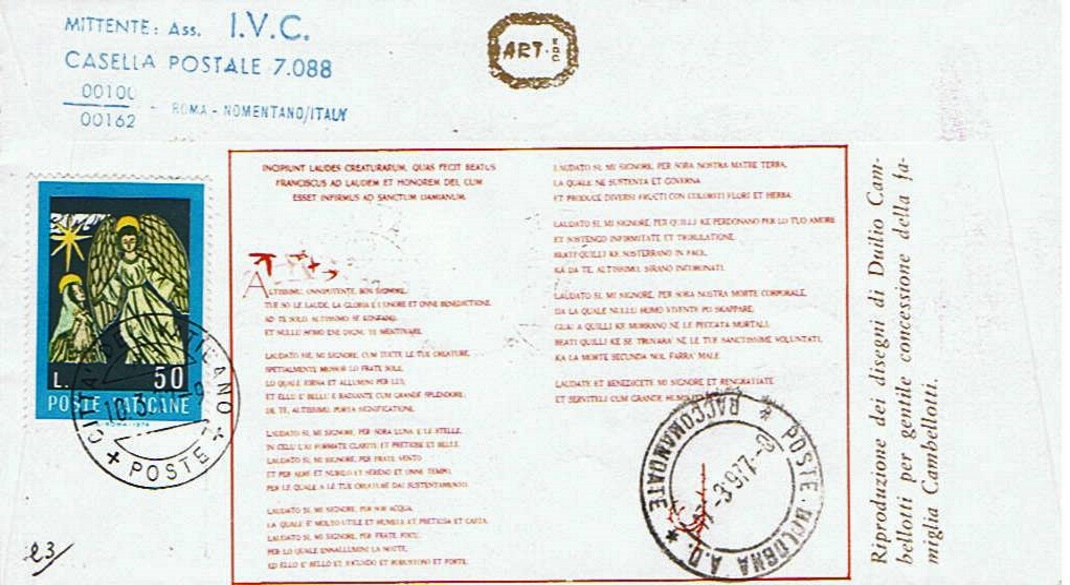 MITTENTE: Ass. I.V.C.
CASELLA POSTALE 7.088
00100
00162
- ROMA - NOMENTANO/ITALY
ART.
INCIPIUNT LAUDES CREATURARUM, QUAS FECIT BEATUS
FRANCISCUS AD LAUDEM ET HONOREM DEI, CUM
ESSET INFIRMUS AD SANCTUM DAMIANUM.
ALTISSIMU, ONNIPOTENTE, BON SIGNORE,
TUE SO LE LAUDE, LA GLORIA E L'ONORE ET ONNE BENEDICTIONE.
AD TE SOLO, ALTISSIMO SE KONFANO,
ET NULLU HOMO ENE DIGNU TE MENTOVARE.
LAUDATO SIE, MI SIGNORE, CUM TUCTE LE TUE CREATURE,
SPETIALMENTE MESSOR LO FRATE SOLE,
LO QUALE IORNA ET ALLUMINI PER LUI,
ET ELLU E' BELLU E RADIANTE CUM GRANDE SPLENDORE:
DE TE, ALTISSIMO, PORTA SIGNIFICATIONE.
LAUDATO SI, MI SIGNORE, PER SORA LUNA E LE STELLE,
IN CELU L'AI FORMATE CLARITE ET PRETIOSE ET BELLE.
LAUDATO SI, MI SIGNORE, PER FRATE VENTO
ET PER AERE ET NUBILO ET SERENO ET ONNE TEMPO,
PER LE QUALE A LE TUE CREATURE DAI SUSTENTAMENTO.
LAUDATO SI, MI SIGNORE, PER SOR ACQUA,
LA QUALE E' MOLTO UTILE ET HUMILE ET PRETIOSA ET CASTA.
LAUDATO SI, MI SIGNORE, PER FRATE FOCU,
PER LO QUALE ENNALLUMINI LA NOCTE,
ED ELLO E' BELLO ET IOCUNDO ET ROBUSTOSO ET FORTE.
LAUDATO SI, MI SIGNORE, PER SORA NOSTRA MATRE TERRA,
LA QUALE NE SUSTENTA ET GOVERNA
ET PRODUCE DIVERSI FRUCTI CON COLORITI FLORI ET HERBA.
LAUDATO SI, MI SIGNORE, PER QUILLI KE PERDONANO PER LO TUO AMORE
ET SOSTENGO INFIRMITATE ET TRIBULATIONE,
BEATI QUILLI KE SOSTERRANO IN PACE,
KA DA TE, ALTISSIMO, SIRANO INCORONATI.
LAUDATO SI, MI SIGNORE, PER SORA NOSTRA MORTE CORPORALE,
DA LA QUALE NULLU HOMO VIVENTE PO SKAPPARE,
GUAI A QUILLI KE MORRANO NE LE PECCATA MORTALI,
BEATI QUILLI KE SE TRUVARA' NE LE TUE SANCTISSIME VOLUNTATI,
KA LA MORTE SECUNDA NOL FARRA' MALE.
LAUDATE ET BENEDICETE MI SIGNORE ET RENGRATIATE
ET SERVITELI CUM GRANDE
Riproduzione dei disegni di Duilio Cam-
bellotti per gentile concessione della fa-
miglia Cambellotti.
L. 50
POSTE VATICANE
POSTE
POSTE BOLOGNA A.D. * RACCOMANDATE *
-3.9.77.
23/